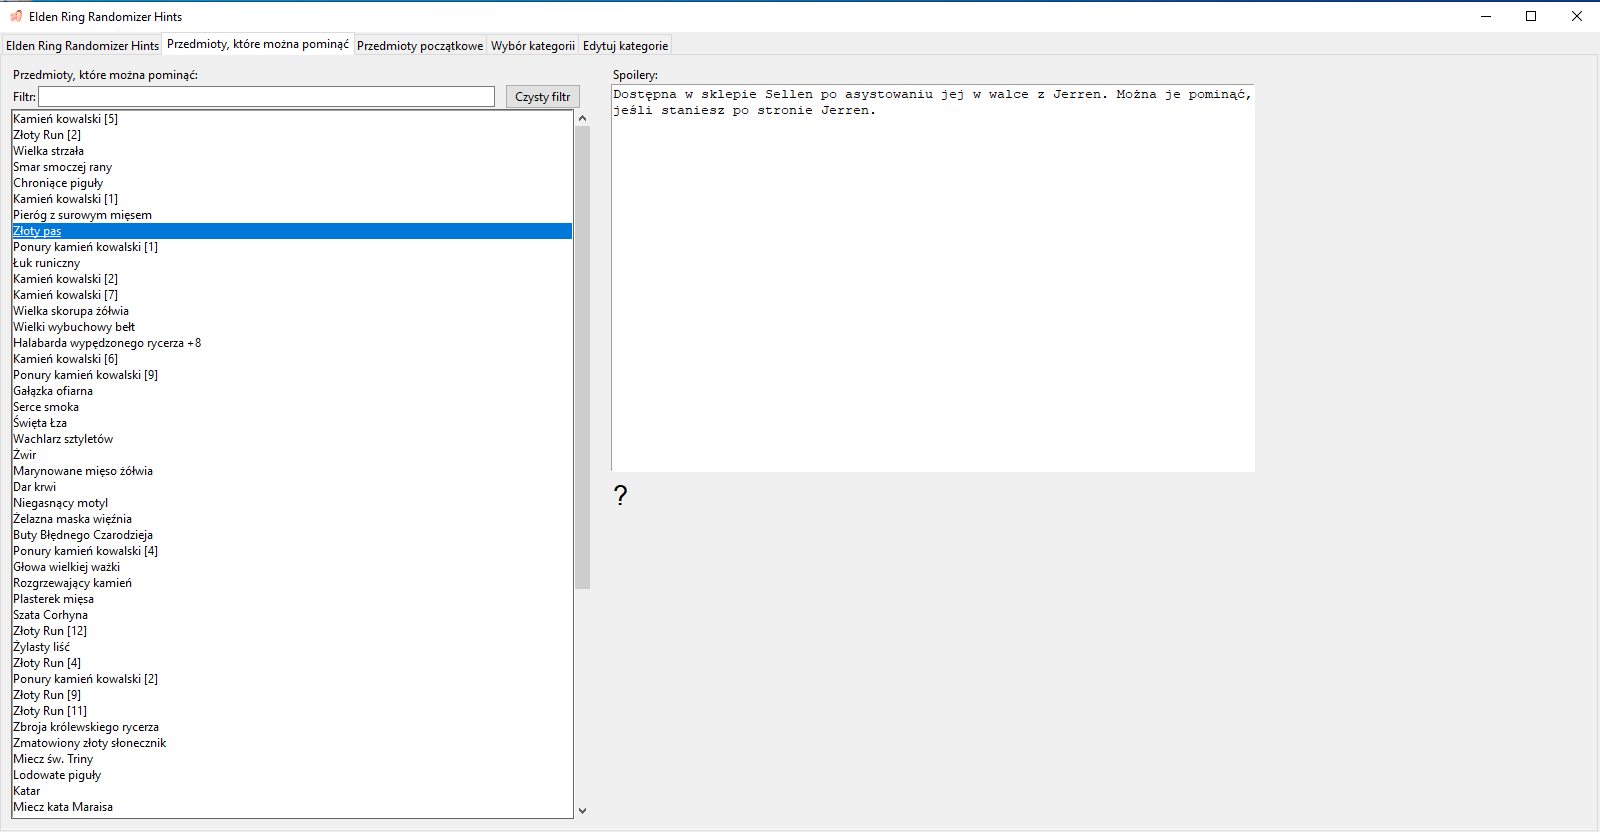 Elden Ring Randomizer Hints
Elden Ring Randomizer Hints Przedmioty, które można pominąć Przedmioty początkowe Wybór kategorii Edytuj kategorie
Przedmioty, które można pominąć:
Filtr: Czysty filtr
Kamień kowalski [5]
Złoty Run [2]
Wielka strzała
Smar smoczej rany
Chroniące piguły
Kamień kowalski [1]
Pieróg z surowym mięsem
Złoty pas
Ponury kamień kowalski [1]
Łuk runiczny
Kamień kowalski [2]
Kamień kowalski [7]
Wielka skorupa żółwia
Wielki wybuchowy bełt
Halabarda wypędzonego rycerza +8
Kamień kowalski [6]
Ponury kamień kowalski [9]
Gałązka ofiarna
Serce smoka
Święta Łza
Wachlarz sztyletów
Żwir
Marynowane mięso żółwia
Dar krwi
Niegasnący motyl
Żelazna maska więźnia
Buty Błędnego Czarodzieja
Ponury kamień kowalski [4]
Głowa wielkiej ważki
Rozgrzewający kamień
Plasterek mięsa
Szata Corhyna
Złoty Run [12]
Żylasty liść
Złoty Run [4]
Ponury kamień kowalski [2]
Złoty Run [9]
Złoty Run [11]
Zbroja królewskiego rycerza
Zmatowiony złoty słonecznik
Miecz św. Triny
Lodowate piguły
Katar
Miecz kata Maraisa
Spoilery:
Dostępna w sklepie Sellen po asystowaniu jej w walce z Jerren. Można je pominąć,
jeśli staniesz po stronie Jerren.
?